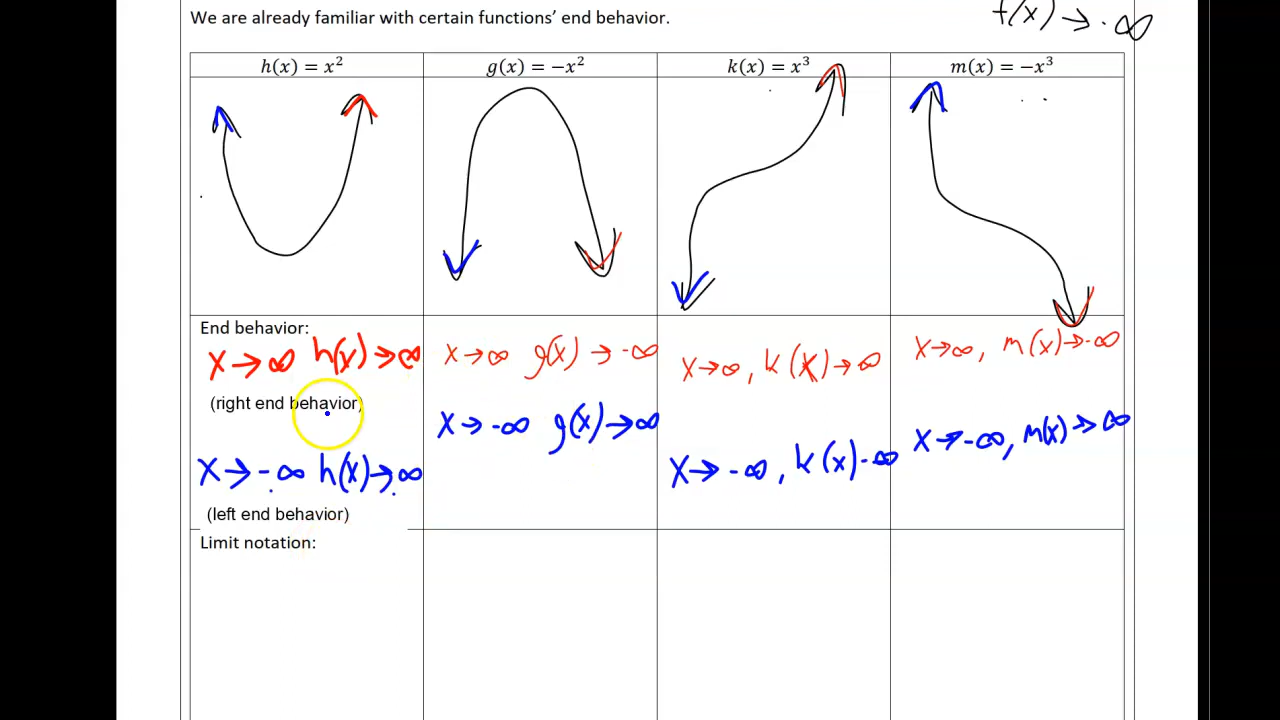 We are already familiar with certain functions' end behavior.
f(x) → -∞
h(x) = x²
g(x) = −x²
k(x) = x³
m(x) = −x³
End behavior:
x → ∞ h(x) → ∞
(right end behavior)
x → -∞ h(x) → ∞
(left end behavior)
x → ∞ g(x) → -∞
x → -∞ g(x) → ∞
x → ∞, k(x) → ∞
x → -∞, k(x) -∞
x → ∞, m(x) → -∞
x → -∞, m(x) → ∞
Limit notation: